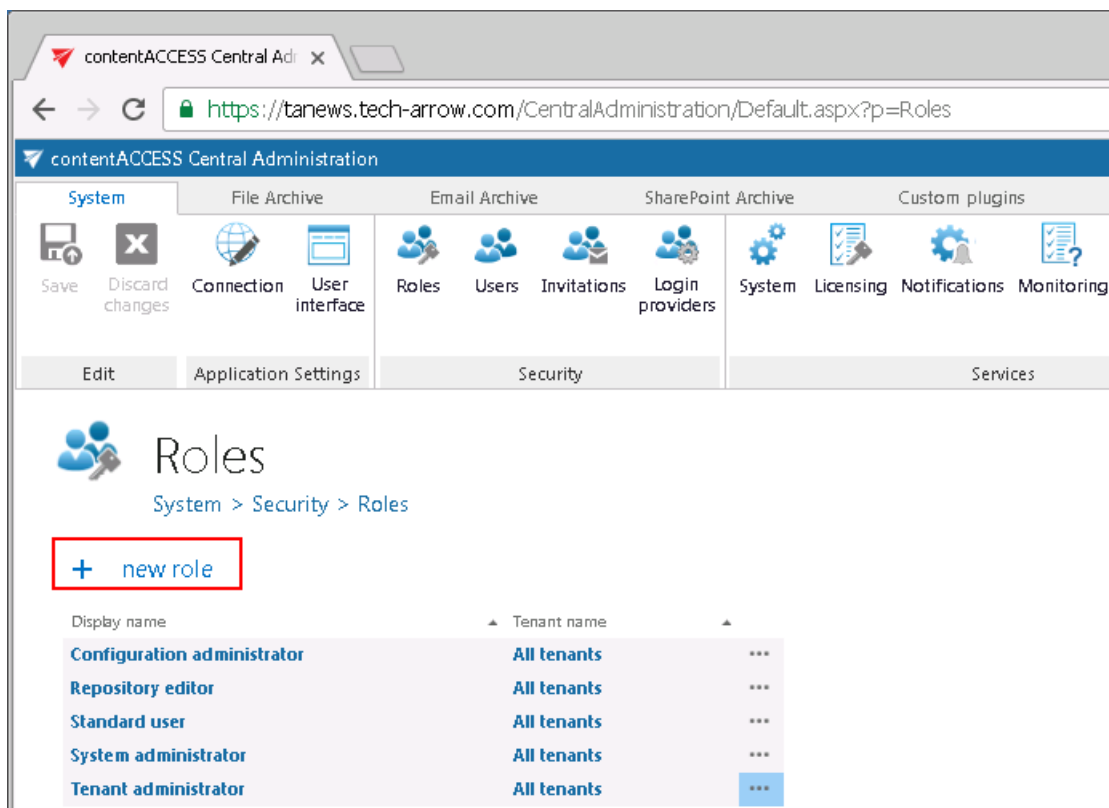 contentACCESS Central Adr
https://tanews.tech-arrow.com/CentralAdministration/Default.aspx?p=Roles
contentACCESS Central Administration
System File Archive Email Archive SharePoint Archive Custom plugins
Save Discard changes Connection User interface Roles Users Invitations Login providers System Licensing Notifications Monitoring
Edit Application Settings Security Services
Roles
System > Security > Roles
+ new role
Display name Tenant name
Configuration administrator All tenants ...
Repository editor All tenants ...
Standard user All tenants ...
System administrator All tenants ...
Tenant administrator All tenants ...